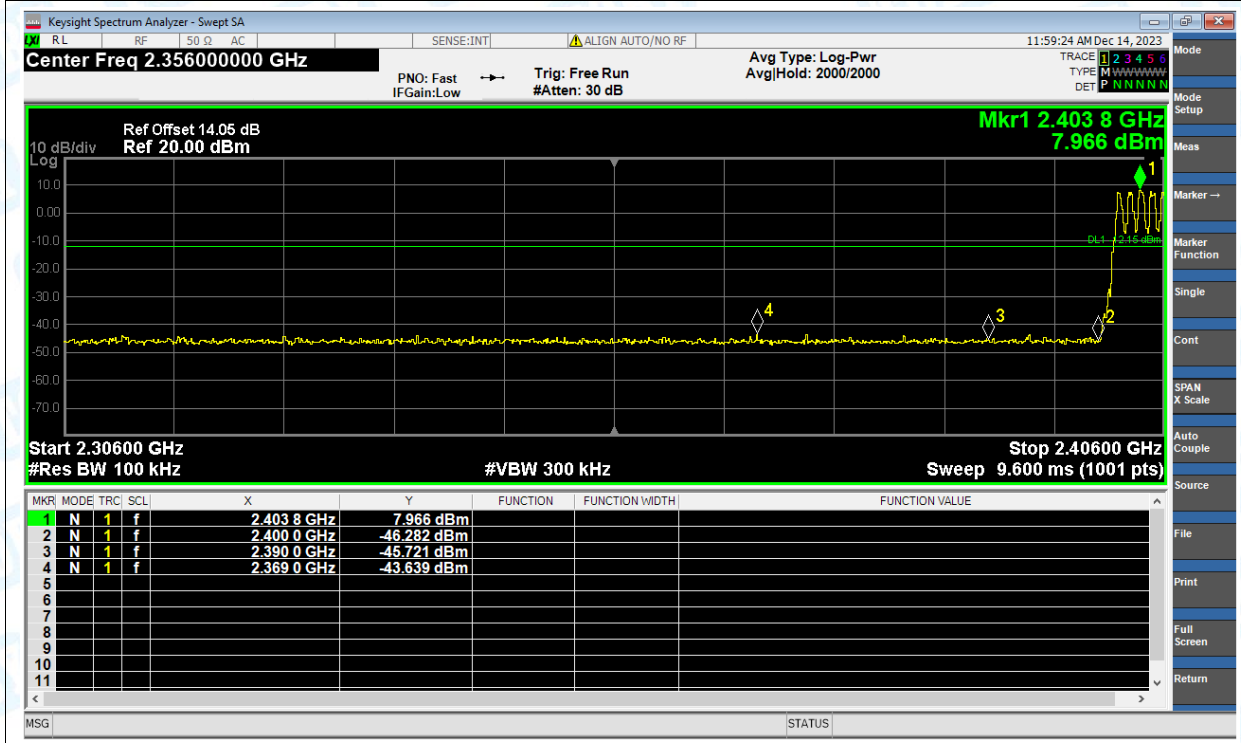 Keysight Spectrum Analyzer - Swept SA
LXI RL RF 50 Ω AC SENSE:INT ALIGN AUTO/NO RF 11:59:24 AM Dec 14, 2023
Center Freq 2.356000000 GHz
PNO: Fast
IFGain:Low
Trig: Free Run
#Atten: 30 dB
Avg Type: Log-Pwr
Avg|Hold: 2000/2000
TRACE 1 2 3 4 5 6
TYPE M W W W W W
DET P N N N N N
Ref Offset 14.05 dB
10 dB/div Ref 20.00 dBm
Log
Mkr1 2.403 8 GHz
7.966 dBm
10.0
0.00
-10.0
-20.0
-30.0
-40.0
-50.0
-60.0
-70.0
1
2
3
4
Start 2.30600 GHz Stop 2.40600 GHz
#Res BW 100 kHz #VBW 300 kHz Sweep 9.600 ms (1001 pts)
MKR MODE TRC SCL X Y FUNCTION FUNCTION WIDTH FUNCTION VALUE
1 N 1 f 2.403 8 GHz 7.966 dBm
2 N 1 f 2.400 0 GHz -46.282 dBm
3 N 1 f 2.390 0 GHz -45.721 dBm
4 N 1 f 2.369 0 GHz -43.639 dBm
5
6
7
8
9
10
11
MSG STATUS
Mode
Mode
Setup
Meas
Marker →
Marker
Function
Single
Cont
SPAN
X Scale
Auto
Couple
Source
File
Print
Full
Screen
Return